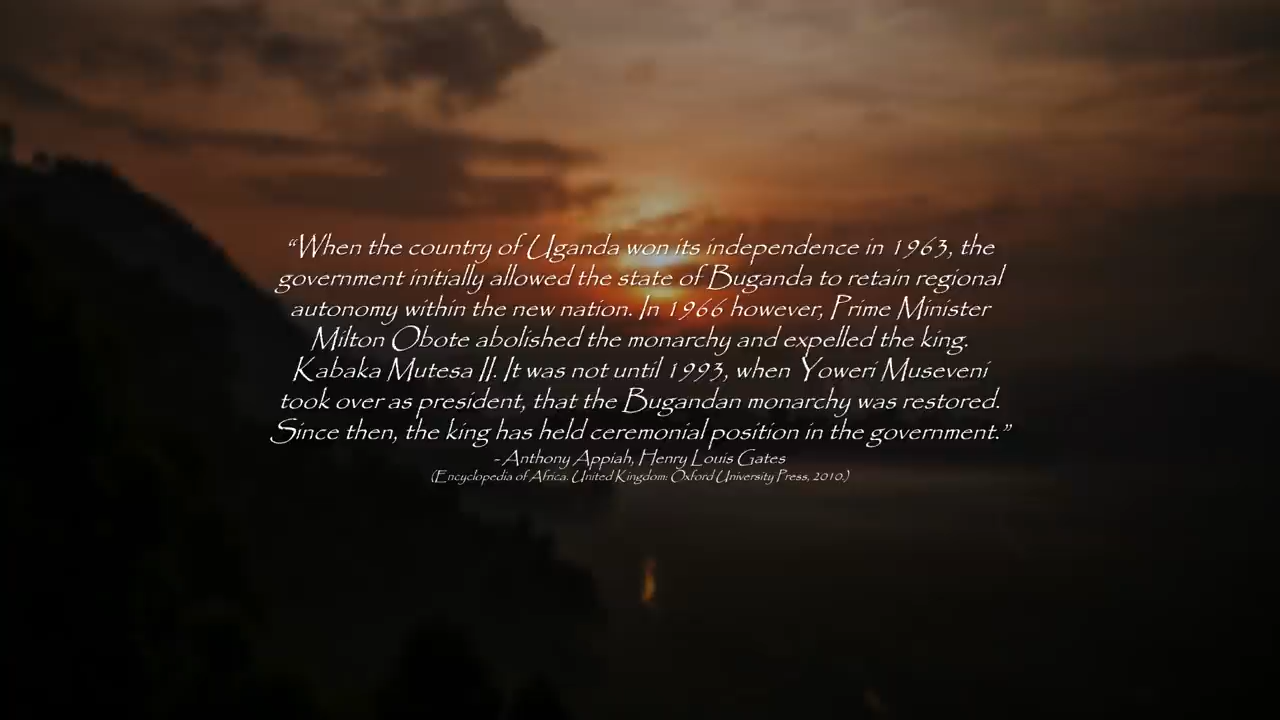 “When the country of Uganda won its independence in 1963, the
government initially allowed the state of Buganda to retain regional
autonomy within the new nation. In 1966 however, Prime Minister
Milton Obote abolished the monarchy and expelled the king.
Kabaka Mutesa II. It was not until 1993, when Yoweri Museveni
took over as president, that the Bugandan monarchy was restored.
Since then, the king has held ceremonial position in the government.”
- Anthony Appiah, Henry Louis Gates
(Encyclopedia of Africa. United Kingdom: Oxford University Press, 2010.)